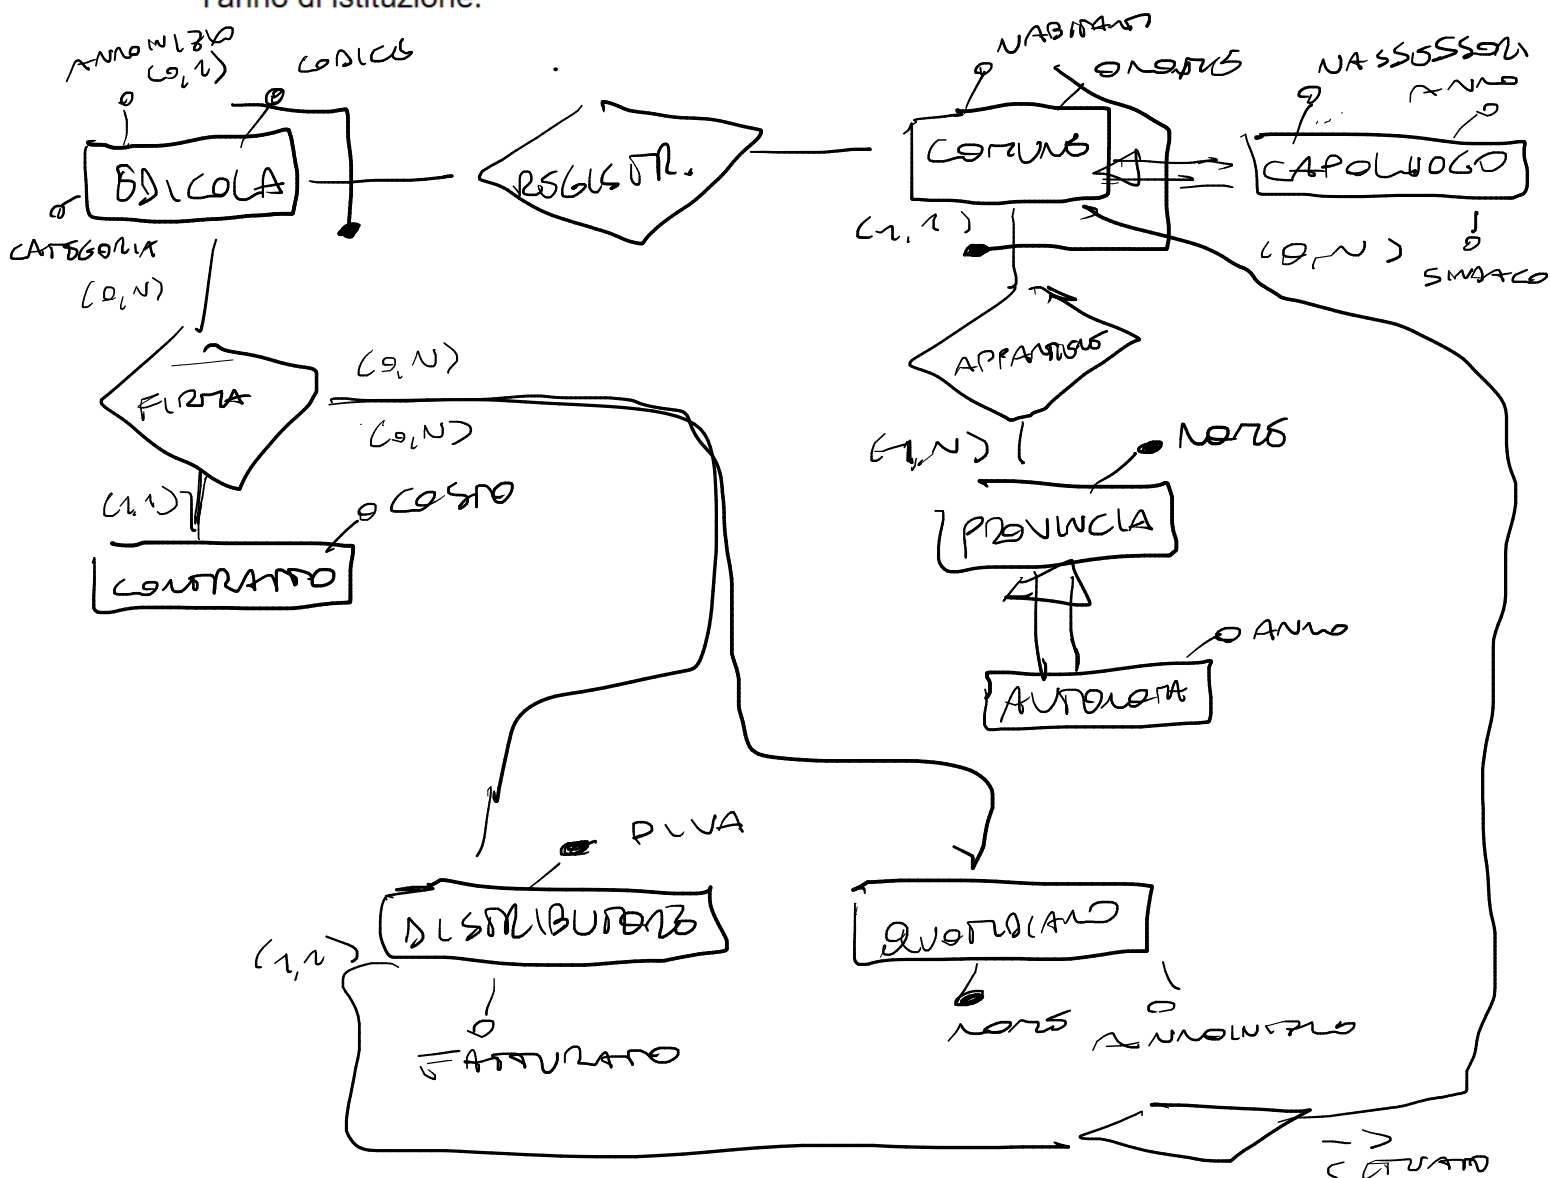 l'anno di istituzione.
ANNOINIZIO
(0,1)
CODICE
NABITANTI
NOME
NASSESSORI
ANNO
EDICOLA
REGISTR.
COMUNE
CAPOLUOGO
CATEGORIA
(0,N)
(1,1)
(0,N)
SINDACO
FIRMA
(0,N)
(0,N)
(1,1)
COSTO
CONTRATTO
(1,N)
NOME
PROVINCIA
ANNO
AUTONOMA
PIVA
DISTRIBUTORE
QUOTIDIANO
(1,1)
FATTURATO
NOME
ANNOINIZIO